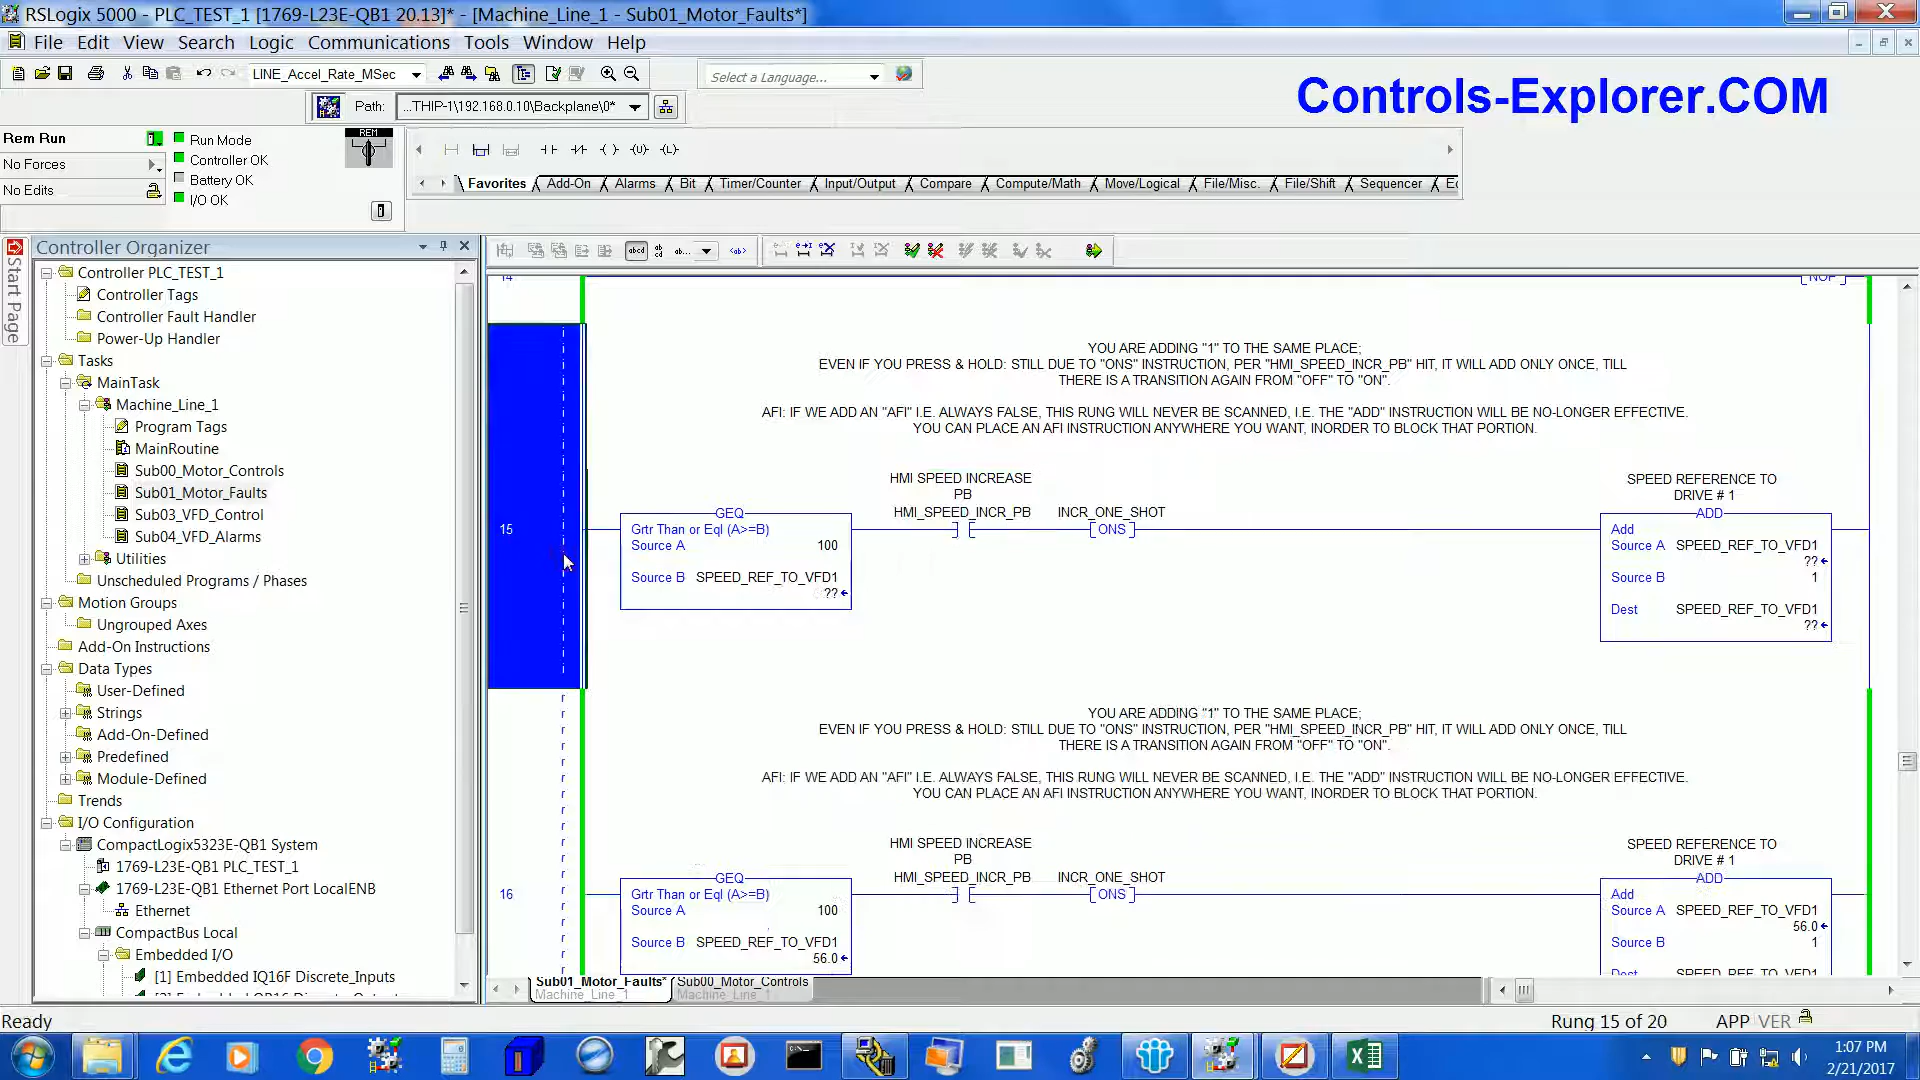 RSLogix 5000 - PLC_TEST_1 [1769-L23E-QB1 20.13]* - [Machine_Line_1 - Sub01_Motor_Faults*]
File Edit View Search Logic Communications Tools Window Help
LINE_Accel_Rate_MSec
Select a Language...
Controls-Explorer.COM
Path: ...THIP-1\192.168.0.10\Backplane\0*
Rem Run
No Forces
No Edits
Run Mode
Controller OK
Battery OK
I/O OK
REM
Favorites Add-On Alarms Bit Timer/Counter Input/Output Compare Compute/Math Move/Logical File/Misc. File/Shift Sequencer
Start Page
Controller Organizer
Controller PLC_TEST_1
Controller Tags
Controller Fault Handler
Power-Up Handler
Tasks
MainTask
Machine_Line_1
Program Tags
MainRoutine
Sub00_Motor_Controls
Sub01_Motor_Faults
Sub03_VFD_Control
Sub04_VFD_Alarms
Utilities
Unscheduled Programs / Phases
Motion Groups
Ungrouped Axes
Add-On Instructions
Data Types
User-Defined
Strings
Add-On-Defined
Predefined
Module-Defined
Trends
I/O Configuration
CompactLogix5323E-QB1 System
1769-L23E-QB1 PLC_TEST_1
1769-L23E-QB1 Ethernet Port LocalENB
Ethernet
CompactBus Local
Embedded I/O
[1] Embedded IQ16F Discrete_Inputs
14
NOP
YOU ARE ADDING "1" TO THE SAME PLACE;
EVEN IF YOU PRESS & HOLD: STILL DUE TO "ONS" INSTRUCTION, PER "HMI_SPEED_INCR_PB" HIT, IT WILL ADD ONLY ONCE, TILL
THERE IS A TRANSITION AGAIN FROM "OFF" TO "ON".
AFI: IF WE ADD AN "AFI" I.E. ALWAYS FALSE, THIS RUNG WILL NEVER BE SCANNED, I.E. THE "ADD" INSTRUCTION WILL BE NO-LONGER EFFECTIVE.
YOU CAN PLACE AN AFI INSTRUCTION ANYWHERE YOU WANT, INORDER TO BLOCK THAT PORTION.
15
GEQ
Grtr Than or Eql (A>=B)
Source A 100
Source B SPEED_REF_TO_VFD1
??
HMI SPEED INCREASE
PB
HMI_SPEED_INCR_PB
INCR_ONE_SHOT
ONS
SPEED REFERENCE TO
DRIVE # 1
ADD
Add
Source A SPEED_REF_TO_VFD1
??
Source B 1
Dest SPEED_REF_TO_VFD1
??
YOU ARE ADDING "1" TO THE SAME PLACE;
EVEN IF YOU PRESS & HOLD: STILL DUE TO "ONS" INSTRUCTION, PER "HMI_SPEED_INCR_PB" HIT, IT WILL ADD ONLY ONCE, TILL
THERE IS A TRANSITION AGAIN FROM "OFF" TO "ON".
AFI: IF WE ADD AN "AFI" I.E. ALWAYS FALSE, THIS RUNG WILL NEVER BE SCANNED, I.E. THE "ADD" INSTRUCTION WILL BE NO-LONGER EFFECTIVE.
YOU CAN PLACE AN AFI INSTRUCTION ANYWHERE YOU WANT, INORDER TO BLOCK THAT PORTION.
16
GEQ
Grtr Than or Eql (A>=B)
Source A 100
Source B SPEED_REF_TO_VFD1
56.0
HMI SPEED INCREASE
PB
HMI_SPEED_INCR_PB
INCR_ONE_SHOT
ONS
SPEED REFERENCE TO
DRIVE # 1
ADD
Add
Source A SPEED_REF_TO_VFD1
56.0
Source B 1
Dest SPEED_REF_TO_VFD1
Sub01_Motor_Faults* Sub00_Motor_Controls
Machine_Line_1 Machine_Line_1
Ready
Rung 15 of 20 APP VER
1:07 PM
2/21/2017